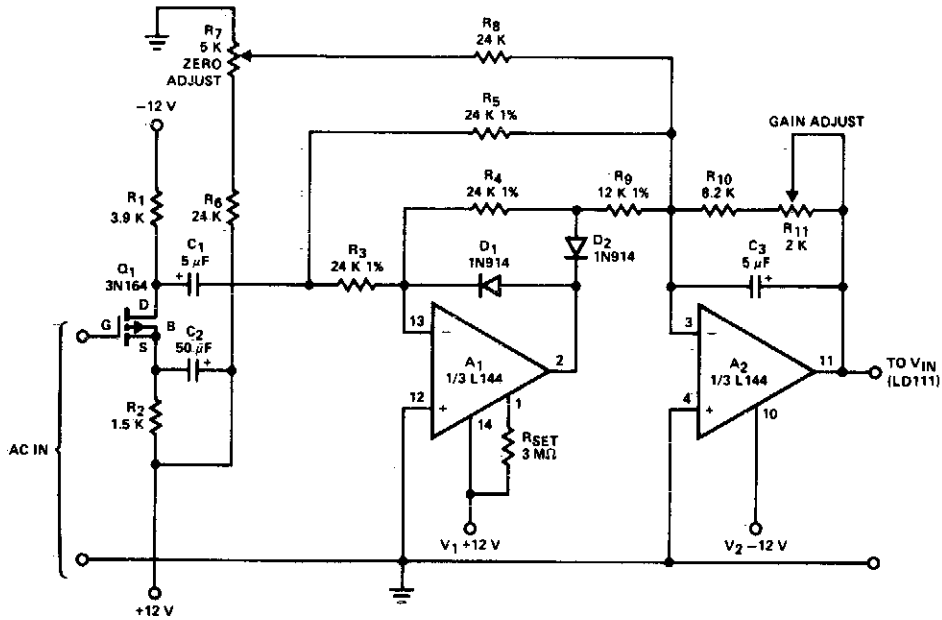 R7
5 K
ZERO
ADJUST
R8
24 K
R5
24 K 1%
GAIN ADJUST
−12 V
R4
24 K 1%
R9
12 K 1%
R10
8.2 K
R11
2 K
R1
3.9 K
R6
24 K
C1
5 μF
+
D1
1N914
D2
1N914
C3
5 μF
+
Q1
3N164
R3
24 K 1%
D
G
B
S
C2
50 μF
+
13
−
A1
1/3 L144
2
12
+
14
1
3
−
A2
1/3 L144
11
4
+
10
TO VIN
(LD111)
R2
1.5 K
RSET
3 MΩ
AC IN
V1 +12 V
V2 −12 V
+12 V